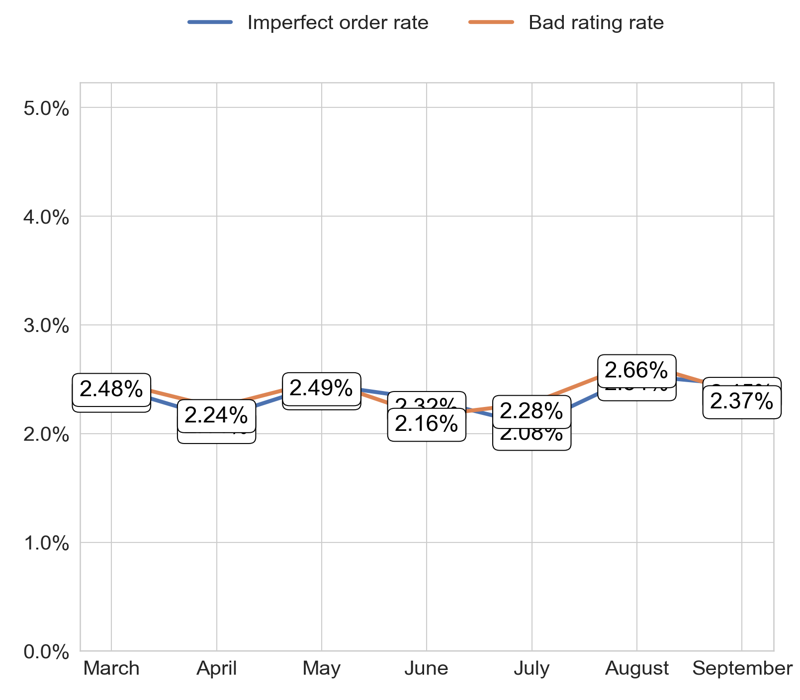 Imperfect order rate Bad rating rate
5.0%
4.0%
3.0%
2.0%
1.0%
0.0%
2.48% 2.24% 2.49% 2.32% 2.16% 2.28% 2.08% 2.66% 2.37%
March April May June July August September